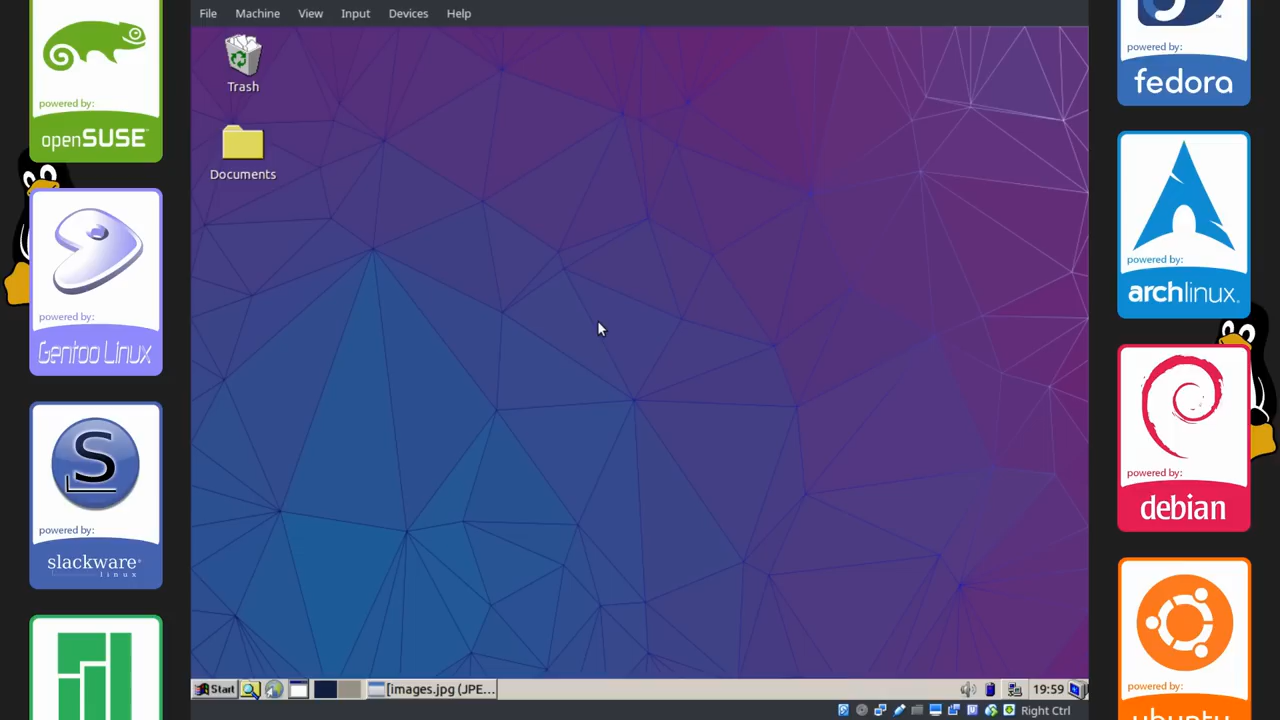 File Machine View Input Devices Help
Trash
Documents
Start
[images.jpg (JPE...
19:59
Right Ctrl
powered by:
openSUSE
powered by:
Gentoo Linux
S
powered by:
slackware
linux
powered by:
fedora
TM
powered by:
archlinux
powered by:
debian
powered by:
ubuntu